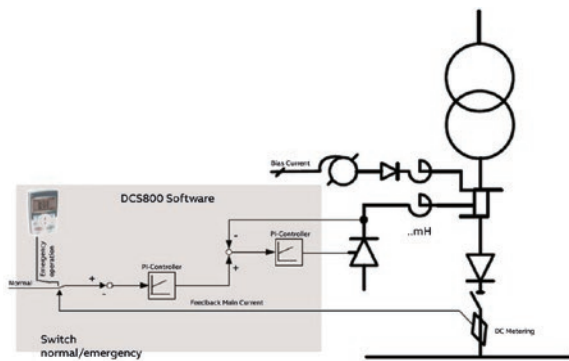 Bias Current
DCS800 Software
PI-Controller
..mH
Emergency
operation
PI-Controller
Normal
Feedback Main Current
DC Metering
Switch
normal/emergency